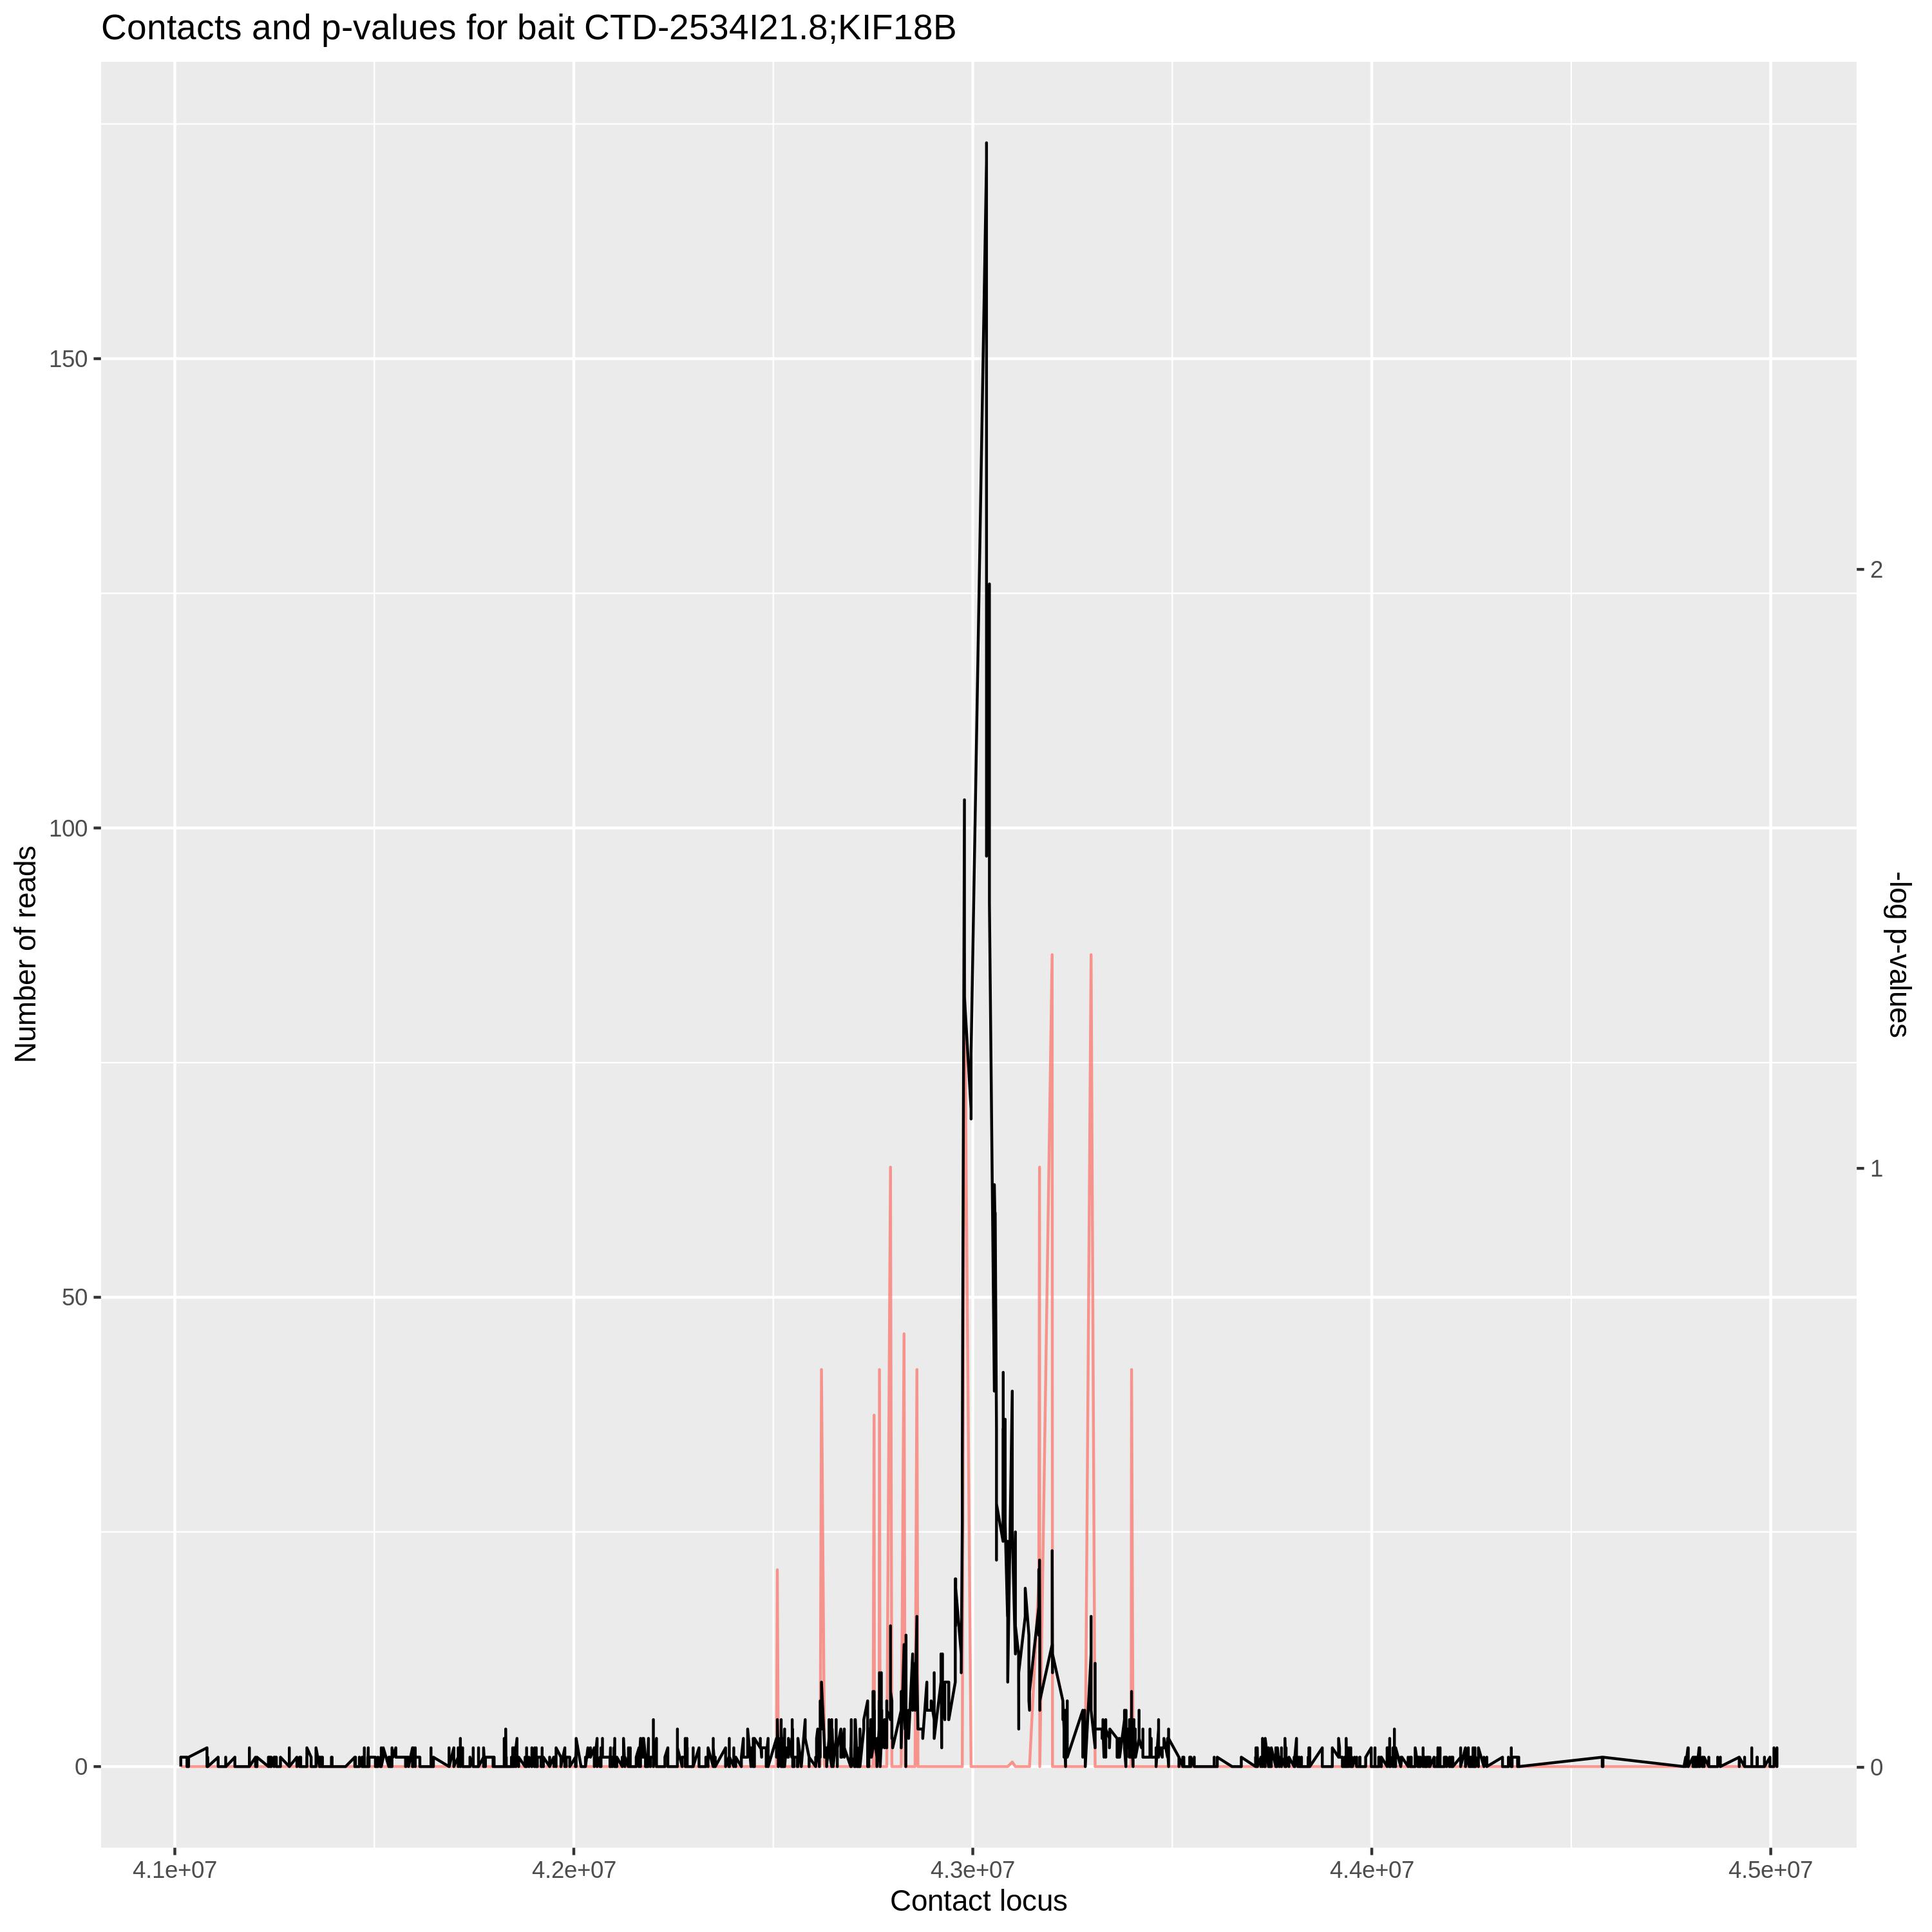 Contacts and p-values for bait CTD-2534I21.8;KIF18B
150
100
50
0
Number of reads
2
1
0
-log p-values
4.1e+07 4.2e+07 4.3e+07 4.4e+07 4.5e+07
Contact locus